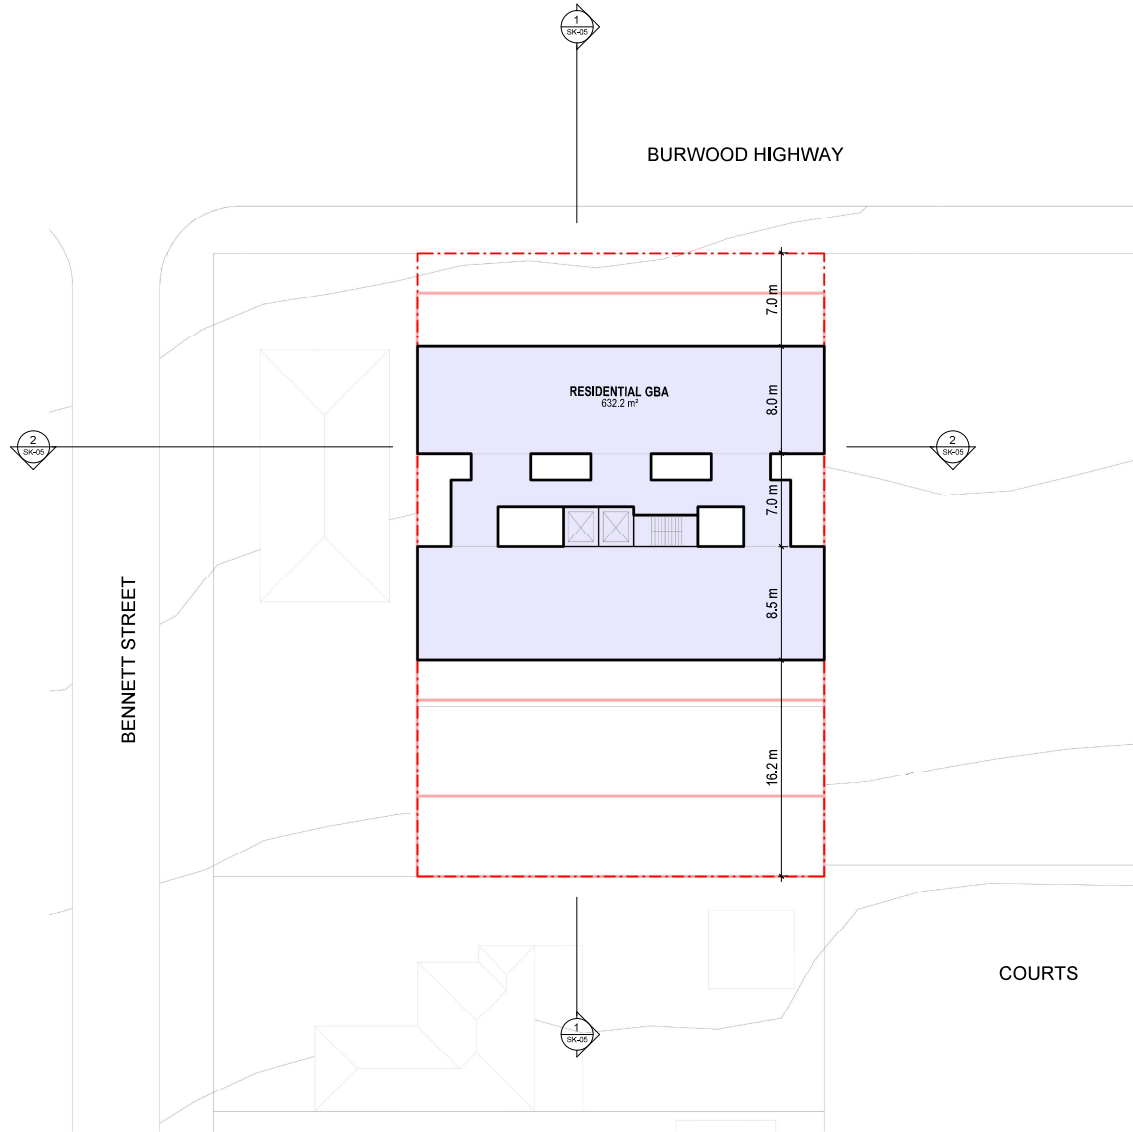 1
SK-05
BURWOOD HIGHWAY
7.0 m
RESIDENTIAL GBA
632.2 m²
8.0 m
2
SK-05
2
SK-05
7.0 m
BENNETT STREET
8.5 m
16.2 m
COURTS
1
SK-05